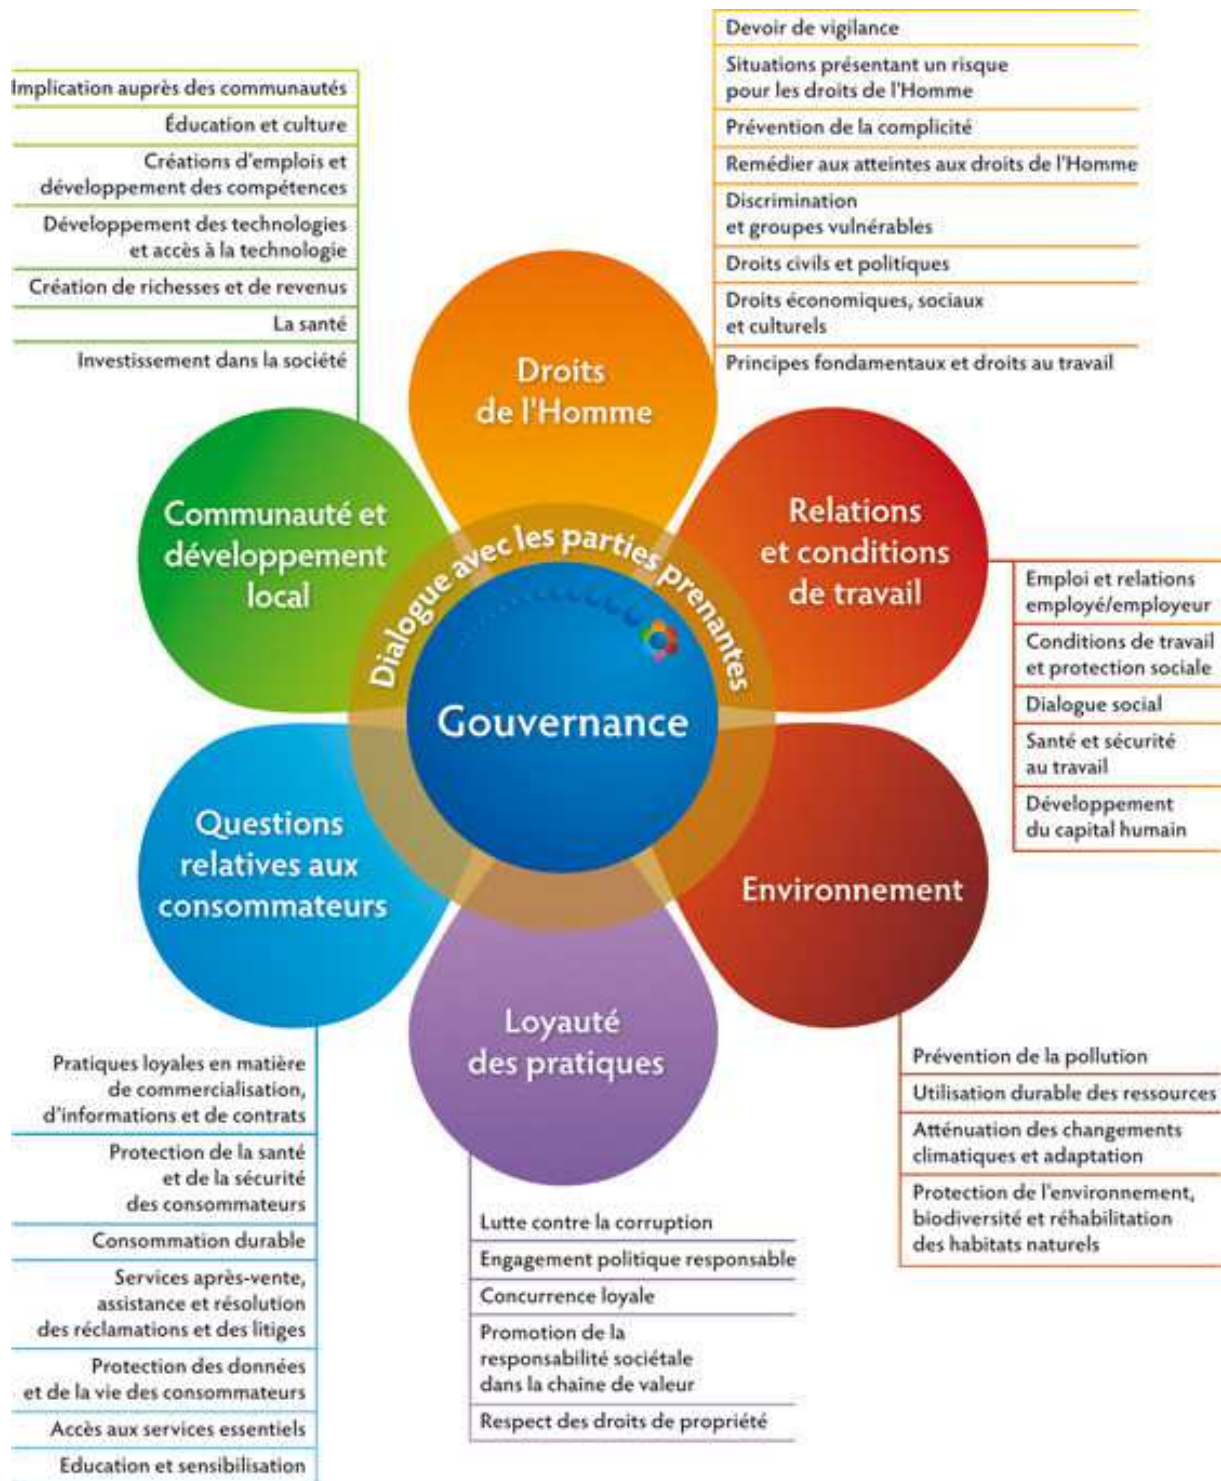 Devoir de vigilance
Situations présentant un risque
pour les droits de l'Homme
Prévention de la complicité
Remédier aux atteintes aux droits de l'Homme
Discrimination
et groupes vulnérables
Droits civils et politiques
Droits économiques, sociaux
et culturels
Principes fondamentaux et droits au travail
Implication auprès des communautés
Éducation et culture
Créations d'emplois et
développement des compétences
Développement des technologies
et accès à la technologie
Création de richesses et de revenus
La santé
Investissement dans la société
Droits
de l'Homme
Communauté et
développement
local
Relations
et conditions
de travail
Dialogue avec les parties prenantes
Gouvernance
Emploi et relations
employé/employeur
Conditions de travail
et protection sociale
Dialogue social
Santé et sécurité
au travail
Développement
du capital humain
Questions
relatives aux
consommateurs
Environnement
Loyauté
des pratiques
Pratiques loyales en matière
de commercialisation,
d'informations et de contrats
Protection de la santé
et de la sécurité
des consommateurs
Consommation durable
Services après-vente,
assistance et résolution
des réclamations et des litiges
Protection des données
et de la vie des consommateurs
Accès aux services essentiels
Education et sensibilisation
Lutte contre la corruption
Engagement politique responsable
Concurrence loyale
Promotion de la
responsabilité sociétale
dans la chaîne de valeur
Respect des droits de propriété
Prévention de la pollution
Utilisation durable des ressources
Atténuation des changements
climatiques et adaptation
Protection de l'environnement,
biodiversité et réhabilitation
des habitats naturels